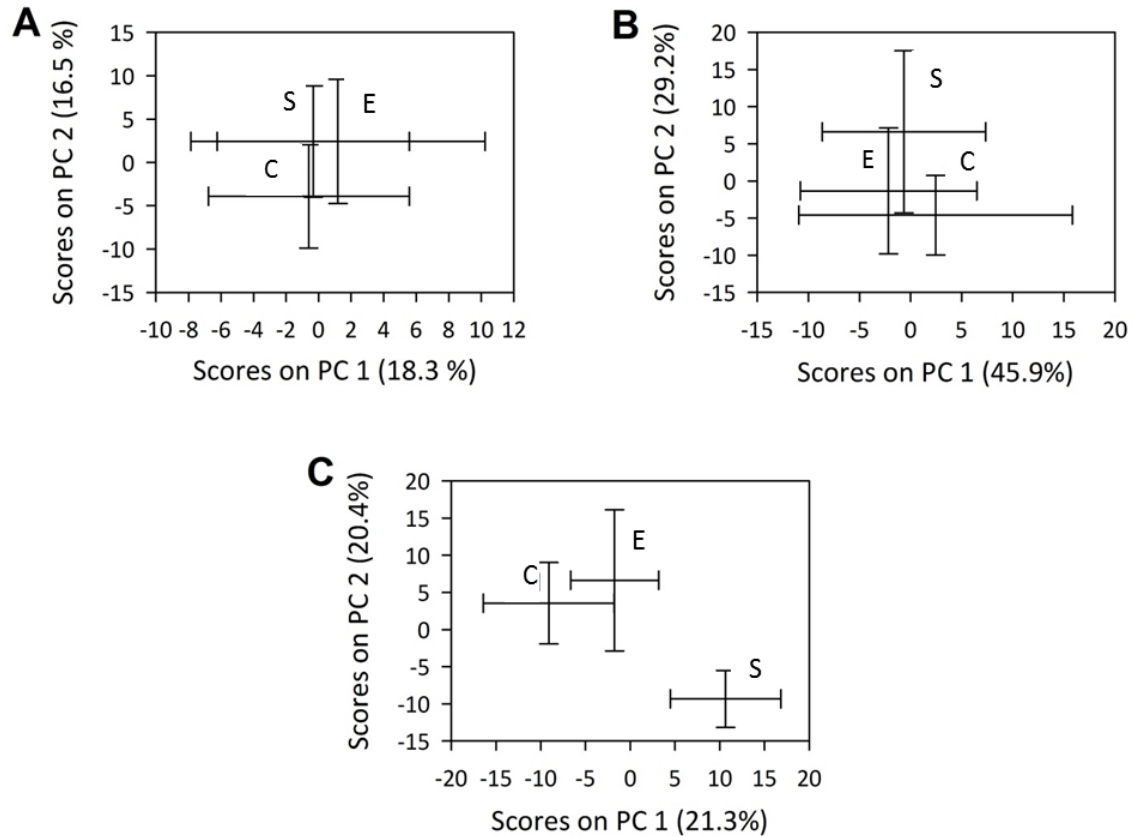 A
Scores on PC 2 (16.5 %)
15
10
5
0
-5
-10
-15
S
E
C
-10 -8 -6 -4 -2 0 2 4 6 8 10 12
Scores on PC 1 (18.3 %)
B
Scores on PC 2 (29.2%)
20
15
10
5
0
-5
-10
-15
S
E
C
-15 -10 -5 0 5 10 15 20
Scores on PC 1 (45.9%)
C
Scores on PC 2 (20.4%)
20
15
10
5
0
-5
-10
-15
E
C
S
-20 -15 -10 -5 0 5 10 15 20
Scores on PC 1 (21.3%)